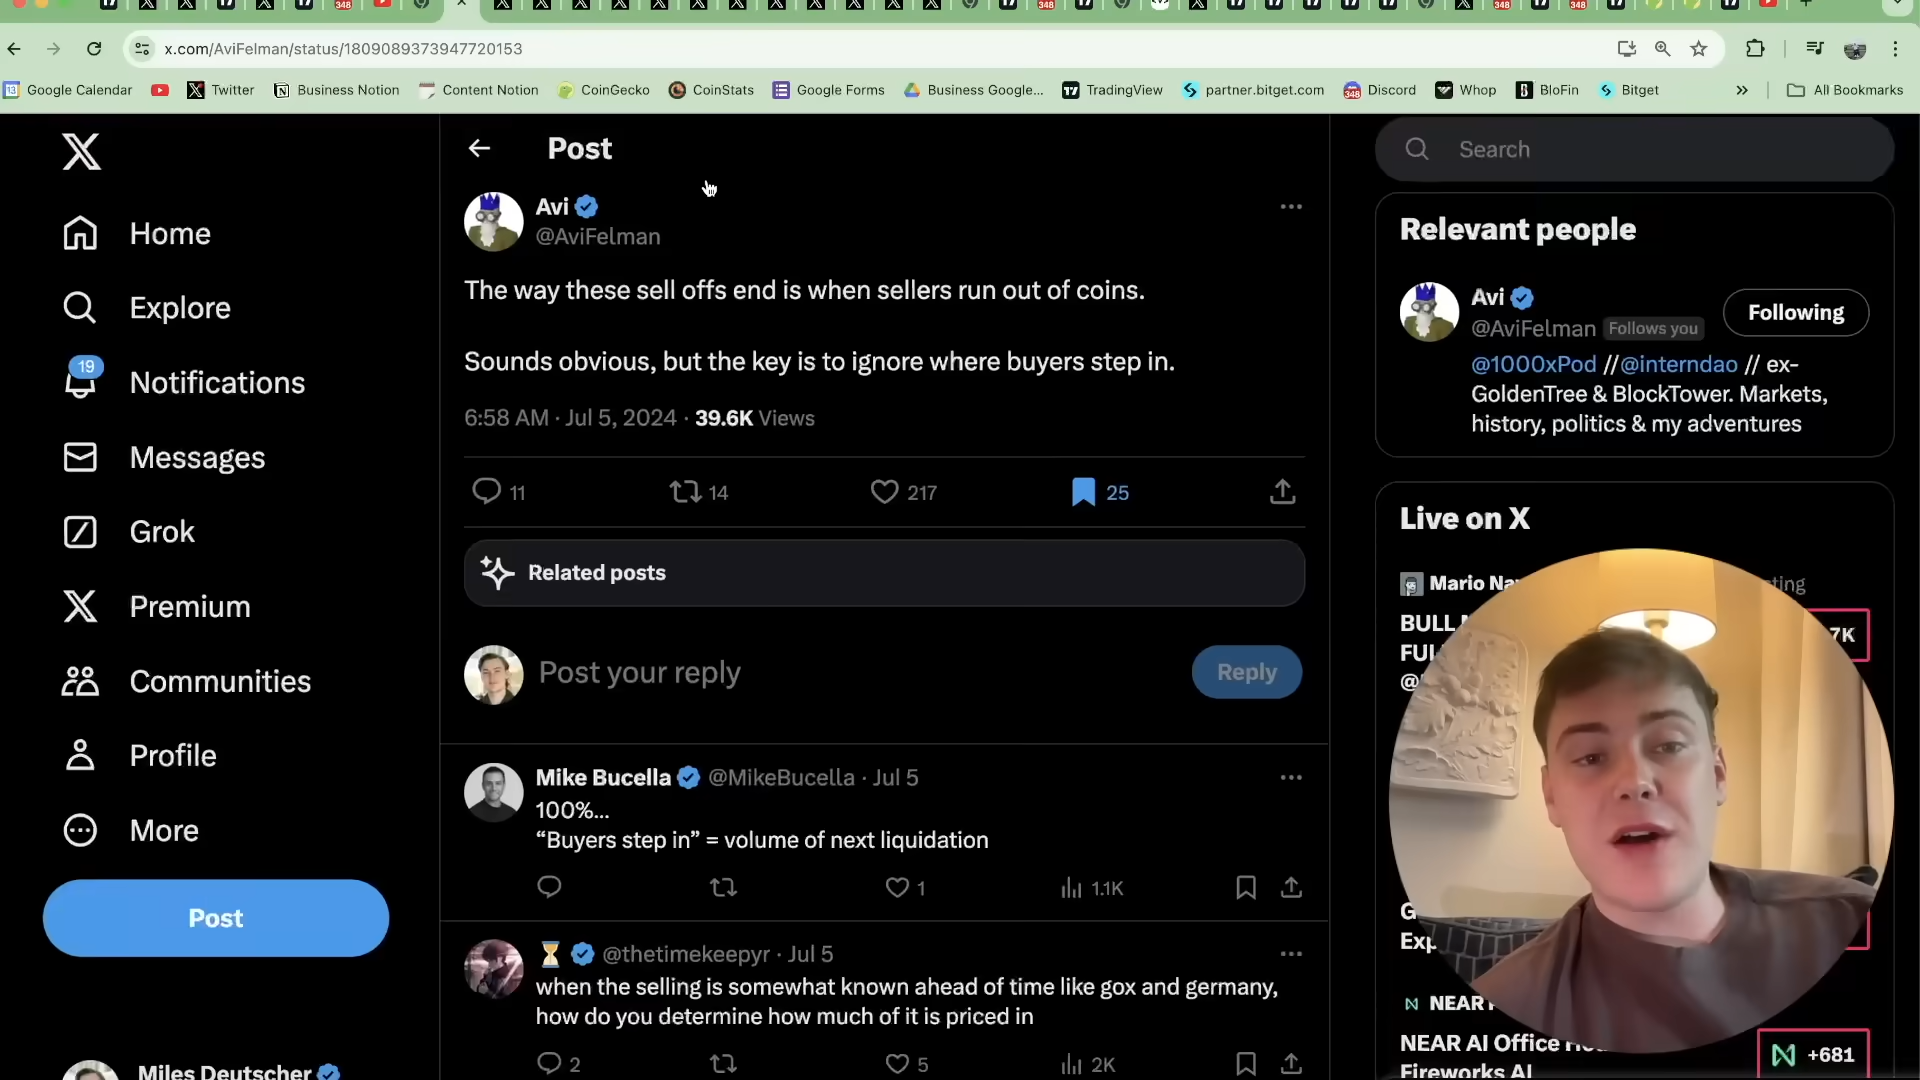 x.com/AviFelman/status/1809089373947720153
Google Calendar
Twitter
Business Notion
Content Notion
CoinGecko
CoinStats
Google Forms
Business Google...
TradingView
partner.bitget.com
Discord
Whop
BloFin
Bitget
All Bookmarks
Home
Explore
19
Notifications
Messages
Grok
Premium
Communities
Profile
More
Post
Miles Deutscher
Post
Avi
@AviFelman
The way these sell offs end is when sellers run out of coins.
Sounds obvious, but the key is to ignore where buyers step in.
6:58 AM · Jul 5, 2024 · 39.6K Views
11 14 217 25
Related posts
Post your reply
Reply
Mike Bucella @MikeBucella · Jul 5
100%...
“Buyers step in” = volume of next liquidation
1 1.1K
@thetimekeepyr · Jul 5
when the selling is somewhat known ahead of time like gox and germany,
how do you determine how much of it is priced in
2 5 2K
Search
Relevant people
Avi
@AviFelman Follows you
Following
@1000xPod //@interndao // ex-
GoldenTree & BlockTower. Markets,
history, politics & my adventures
Live on X
Mario
BULL
7K
NEAR
NEAR AI Office
Fireworks AI
+681